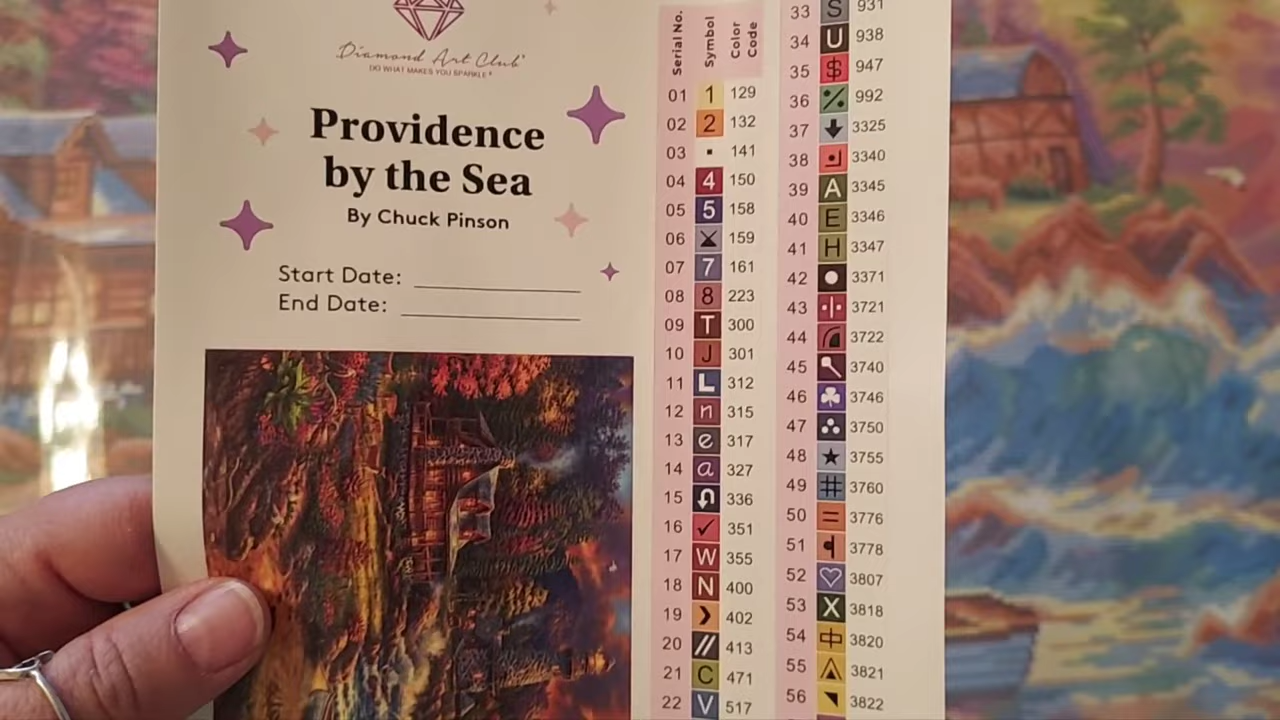 Diamond Art Club®
DO WHAT MAKES YOU SPARKLE®
Providence
by the Sea
By Chuck Pinson
Start Date:
End Date:
Serial No. Symbol Color Code
01 1 129
02 2 132
03 141
04 4 150
05 5 158
06 159
07 7 161
08 8 223
09 T 300
10 J 301
11 L 312
12 n 315
13 e 317
14 a 327
15 336
16 ✓ 351
17 W 355
18 N 400
19 402
20 // 413
21 C 471
22 V 517
33 S 931
34 U 938
35 $ 947
36 % 992
37 3325
38 3340
39 A 3345
40 E 3346
41 H 3347
42 3371
43 3721
44 3722
45 3740
46 3746
47 3750
48 ★ 3755
49 # 3760
50 = 3776
51 3778
52 3807
53 X 3818
54 3820
55 3821
56 3822